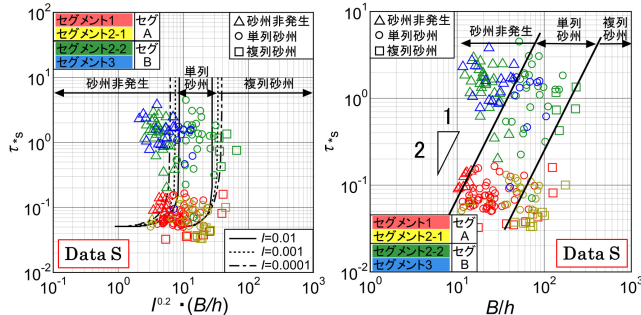 セグメント1
セグメント2-1
セグメント2-2
セグメント3
セグ
A
セグ
B
△砂州非発生
○単列砂州
□複列砂州
砂州非発生
単列
砂州
複列砂州
10²
10¹
10⁰
10⁻¹
10⁻²
τ*s
Data S
I=0.01
I=0.001
I=0.0001
10⁻¹
10⁰
10¹
10²
10³
I⁰·²・(B/h)
△砂州非発生
○単列砂州
□複列砂州
砂州非発生
単列
砂州
複列
砂州
10¹
10⁰
10⁻¹
10⁻²
τ*s
1
2
セグメント1
セグメント2-1
セグメント2-2
セグメント3
セグ
A
セグ
B
Data S
10⁰
10¹
10²
10³
B/h